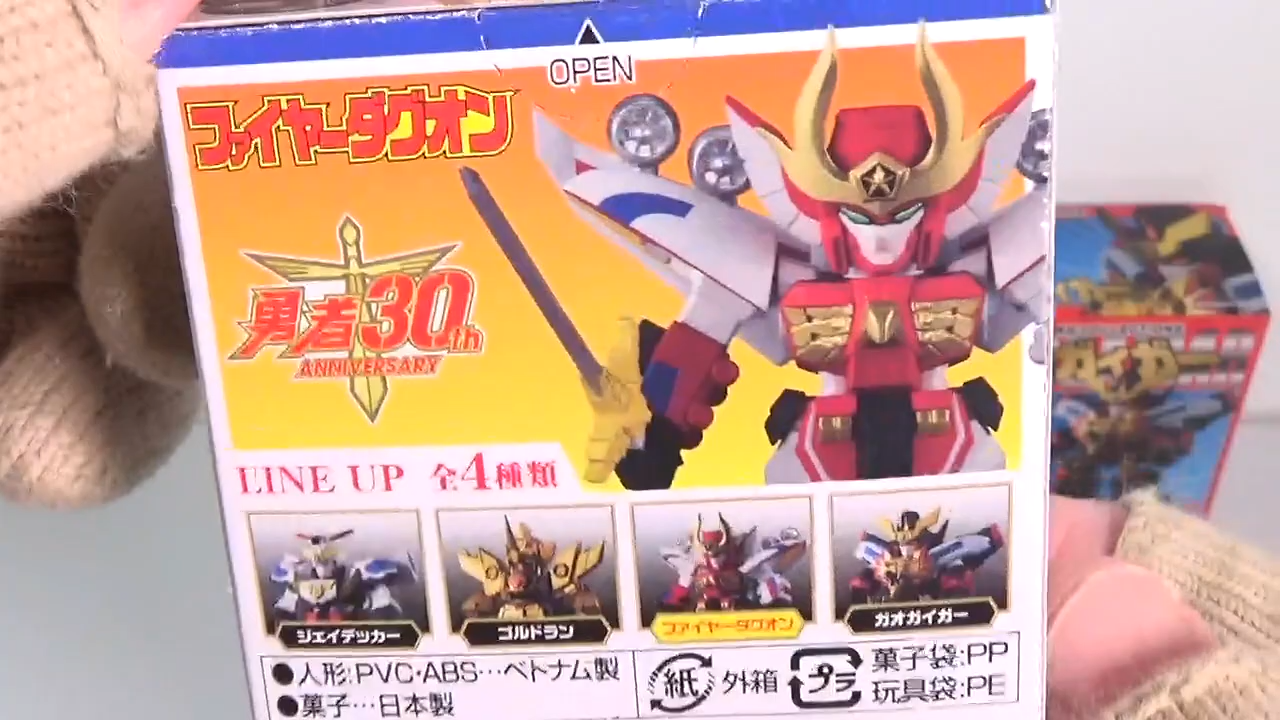 OPEN
ファイヤーダグオン
勇者30th
ANNIVERSARY
LINE UP 全4種類
ジェイデッカー
ゴルドラン
ファイヤーダグオン
ガオガイガー
●人形:PVC・ABS…ベトナム製
●菓子…日本製
紙 外箱
プラ 菓子袋:PP
玩具袋:PE
ガイガー